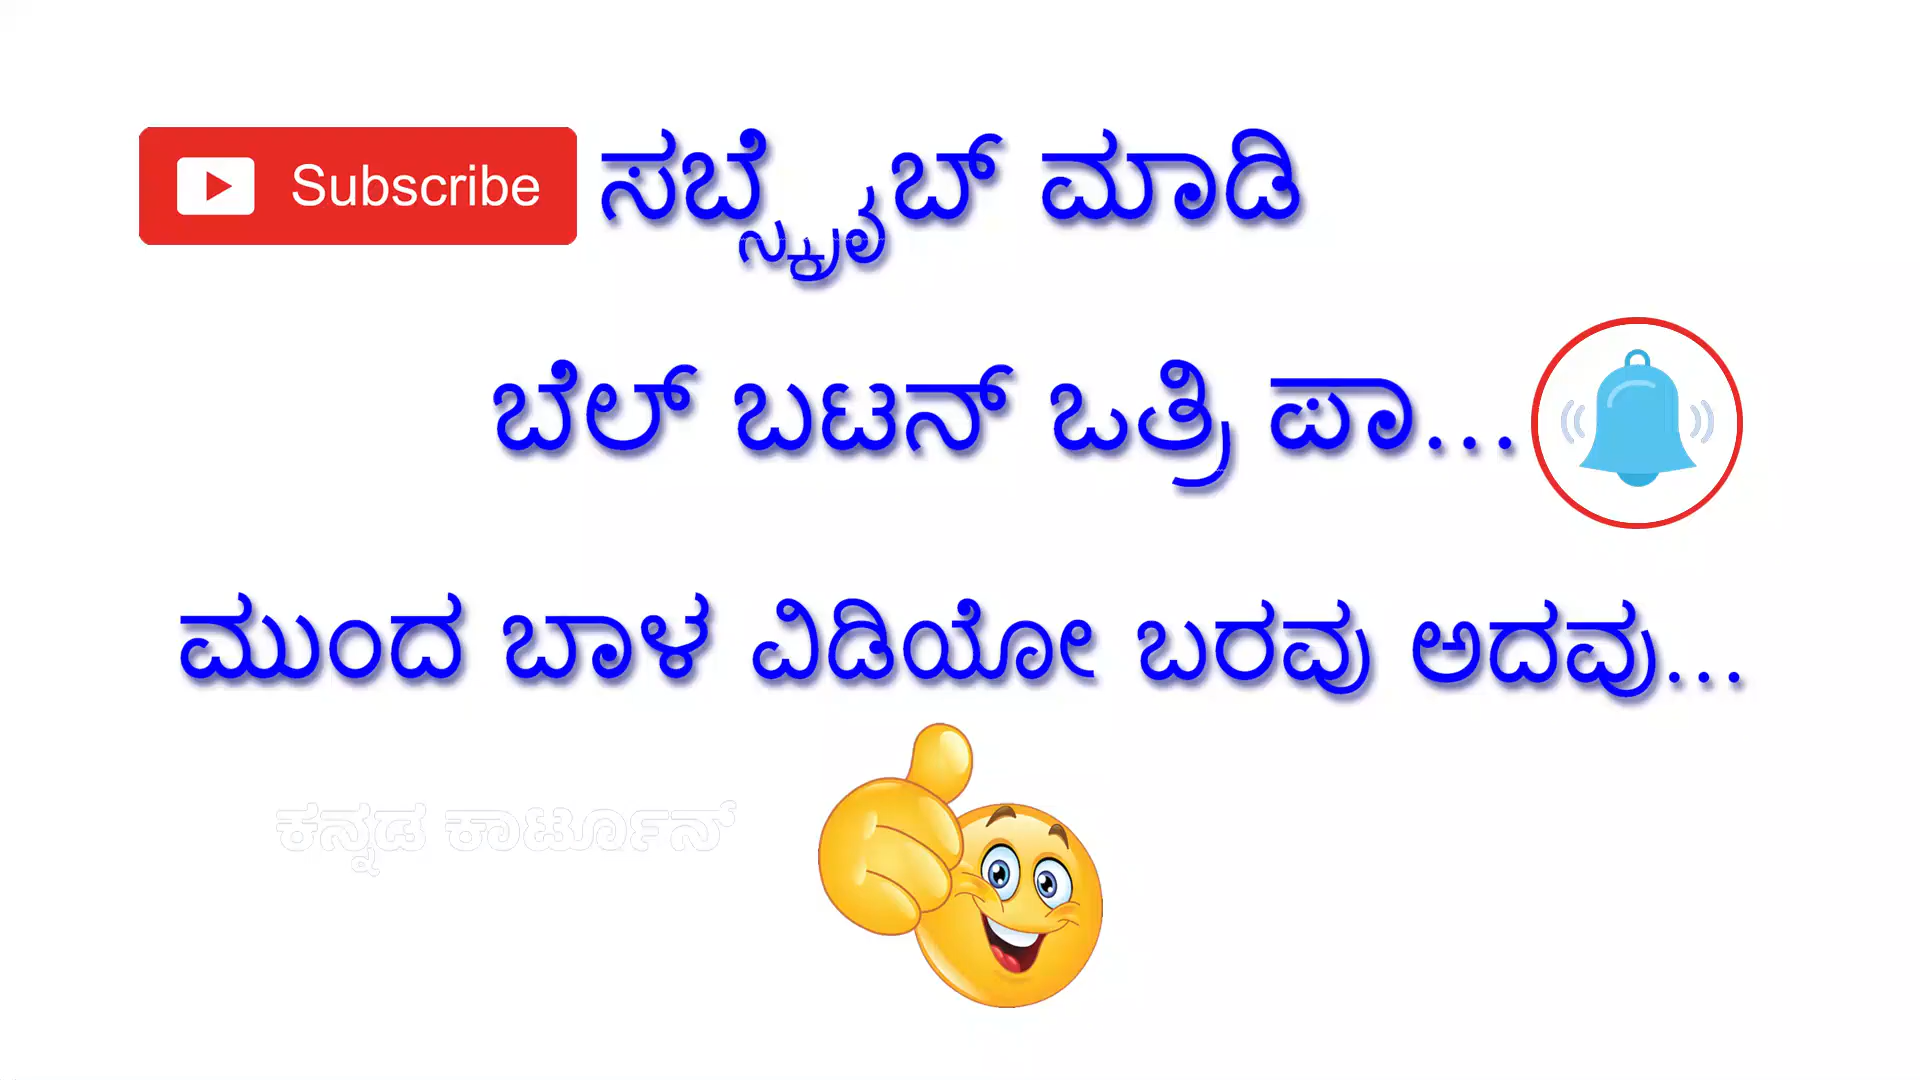 Subscribe ಸಬ್ಸ್ಕ್ರೈಬ್ ಮಾಡಿ
ಬೆಲ್ ಬಟನ್ ಒತ್ರಿ ಪಾ...
ಮುಂದ ಬಾಳ ವಿಡಿಯೋ ಬರವು ಅದವು...
ಕನ್ನಡ ಕಾರ್ಟೂನ್